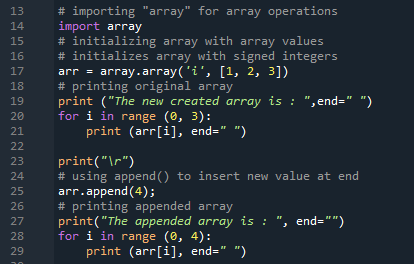 13 # importing "array" for array operations
14 import array
15 # initializing array with array values
16 # initializes array with signed integers
17 arr = array.array('i', [1, 2, 3])
18 # printing original array
19 print ("The new created array is : ",end=" ")
20 for i in range (0, 3):
21     print (arr[i], end=" ")
22
23 print("\r")
24 # using append() to insert new value at end
25 arr.append(4);
26 # printing appended array
27 print("The appended array is : ", end="")
28 for i in range (0, 4):
29     print (arr[i], end=" ")